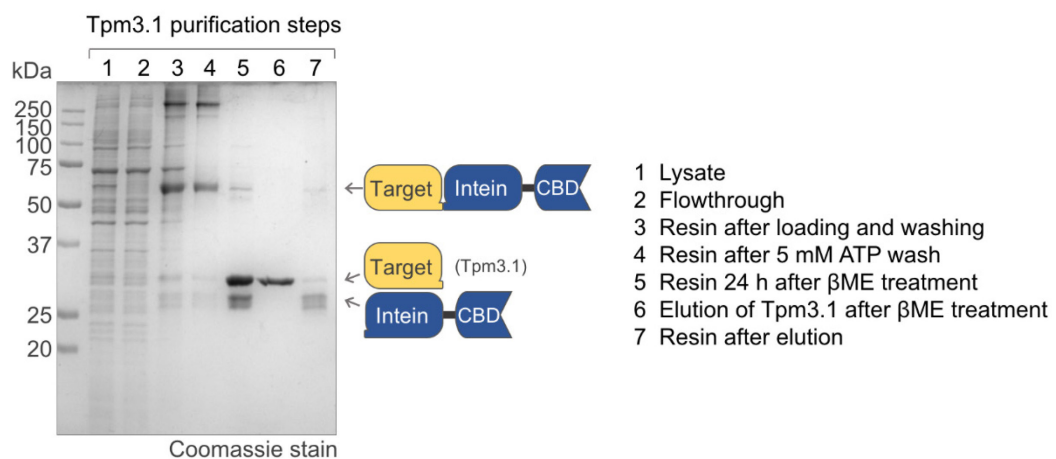 Tpm3.1 purification steps
kDa 1 2 3 4 5 6 7
250
150
100
75
50
37
25
20
Target Intein CBD
Target (Tpm3.1)
Intein CBD
Coomassie stain
1 Lysate
2 Flowthrough
3 Resin after loading and washing
4 Resin after 5 mM ATP wash
5 Resin 24 h after βME treatment
6 Elution of Tpm3.1 after βME treatment
7 Resin after elution